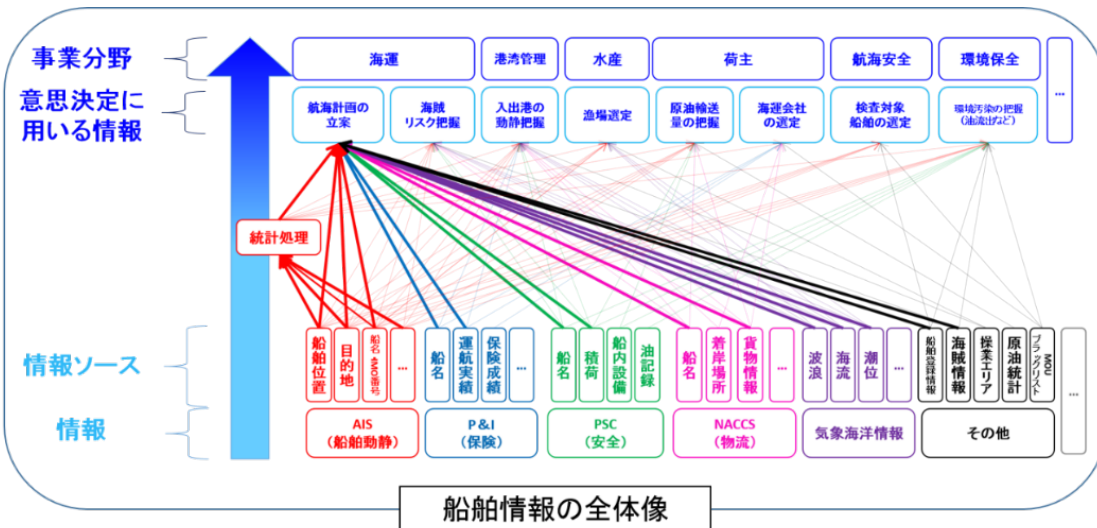 事業分野
海運
港湾管理
水産
荷主
航海安全
環境保全
…
意思決定に
用いる情報
航海計画の
立案
海賊
リスク把握
入出港の
動静把握
漁場選定
原油輸送
量の把握
海運会社
の選定
検査対象
船舶の選定
環境汚染の把握
(油流出など)
統計処理
情報ソース
船舶位置
目的地
船名・IMO番号
…
船名
運航実績
保険成績
…
船名
積荷
船内設備
油記録
船名
着岸場所
貨物情報
…
波浪
海流
潮位
…
船舶登録情報
海賊情報
操業エリア
原油統計
MOU
ブラックリスト
…
情報
AIS
(船舶動静)
P&I
(保険)
PSC
(安全)
NACCS
(物流)
気象海洋情報
その他
船舶情報の全体像